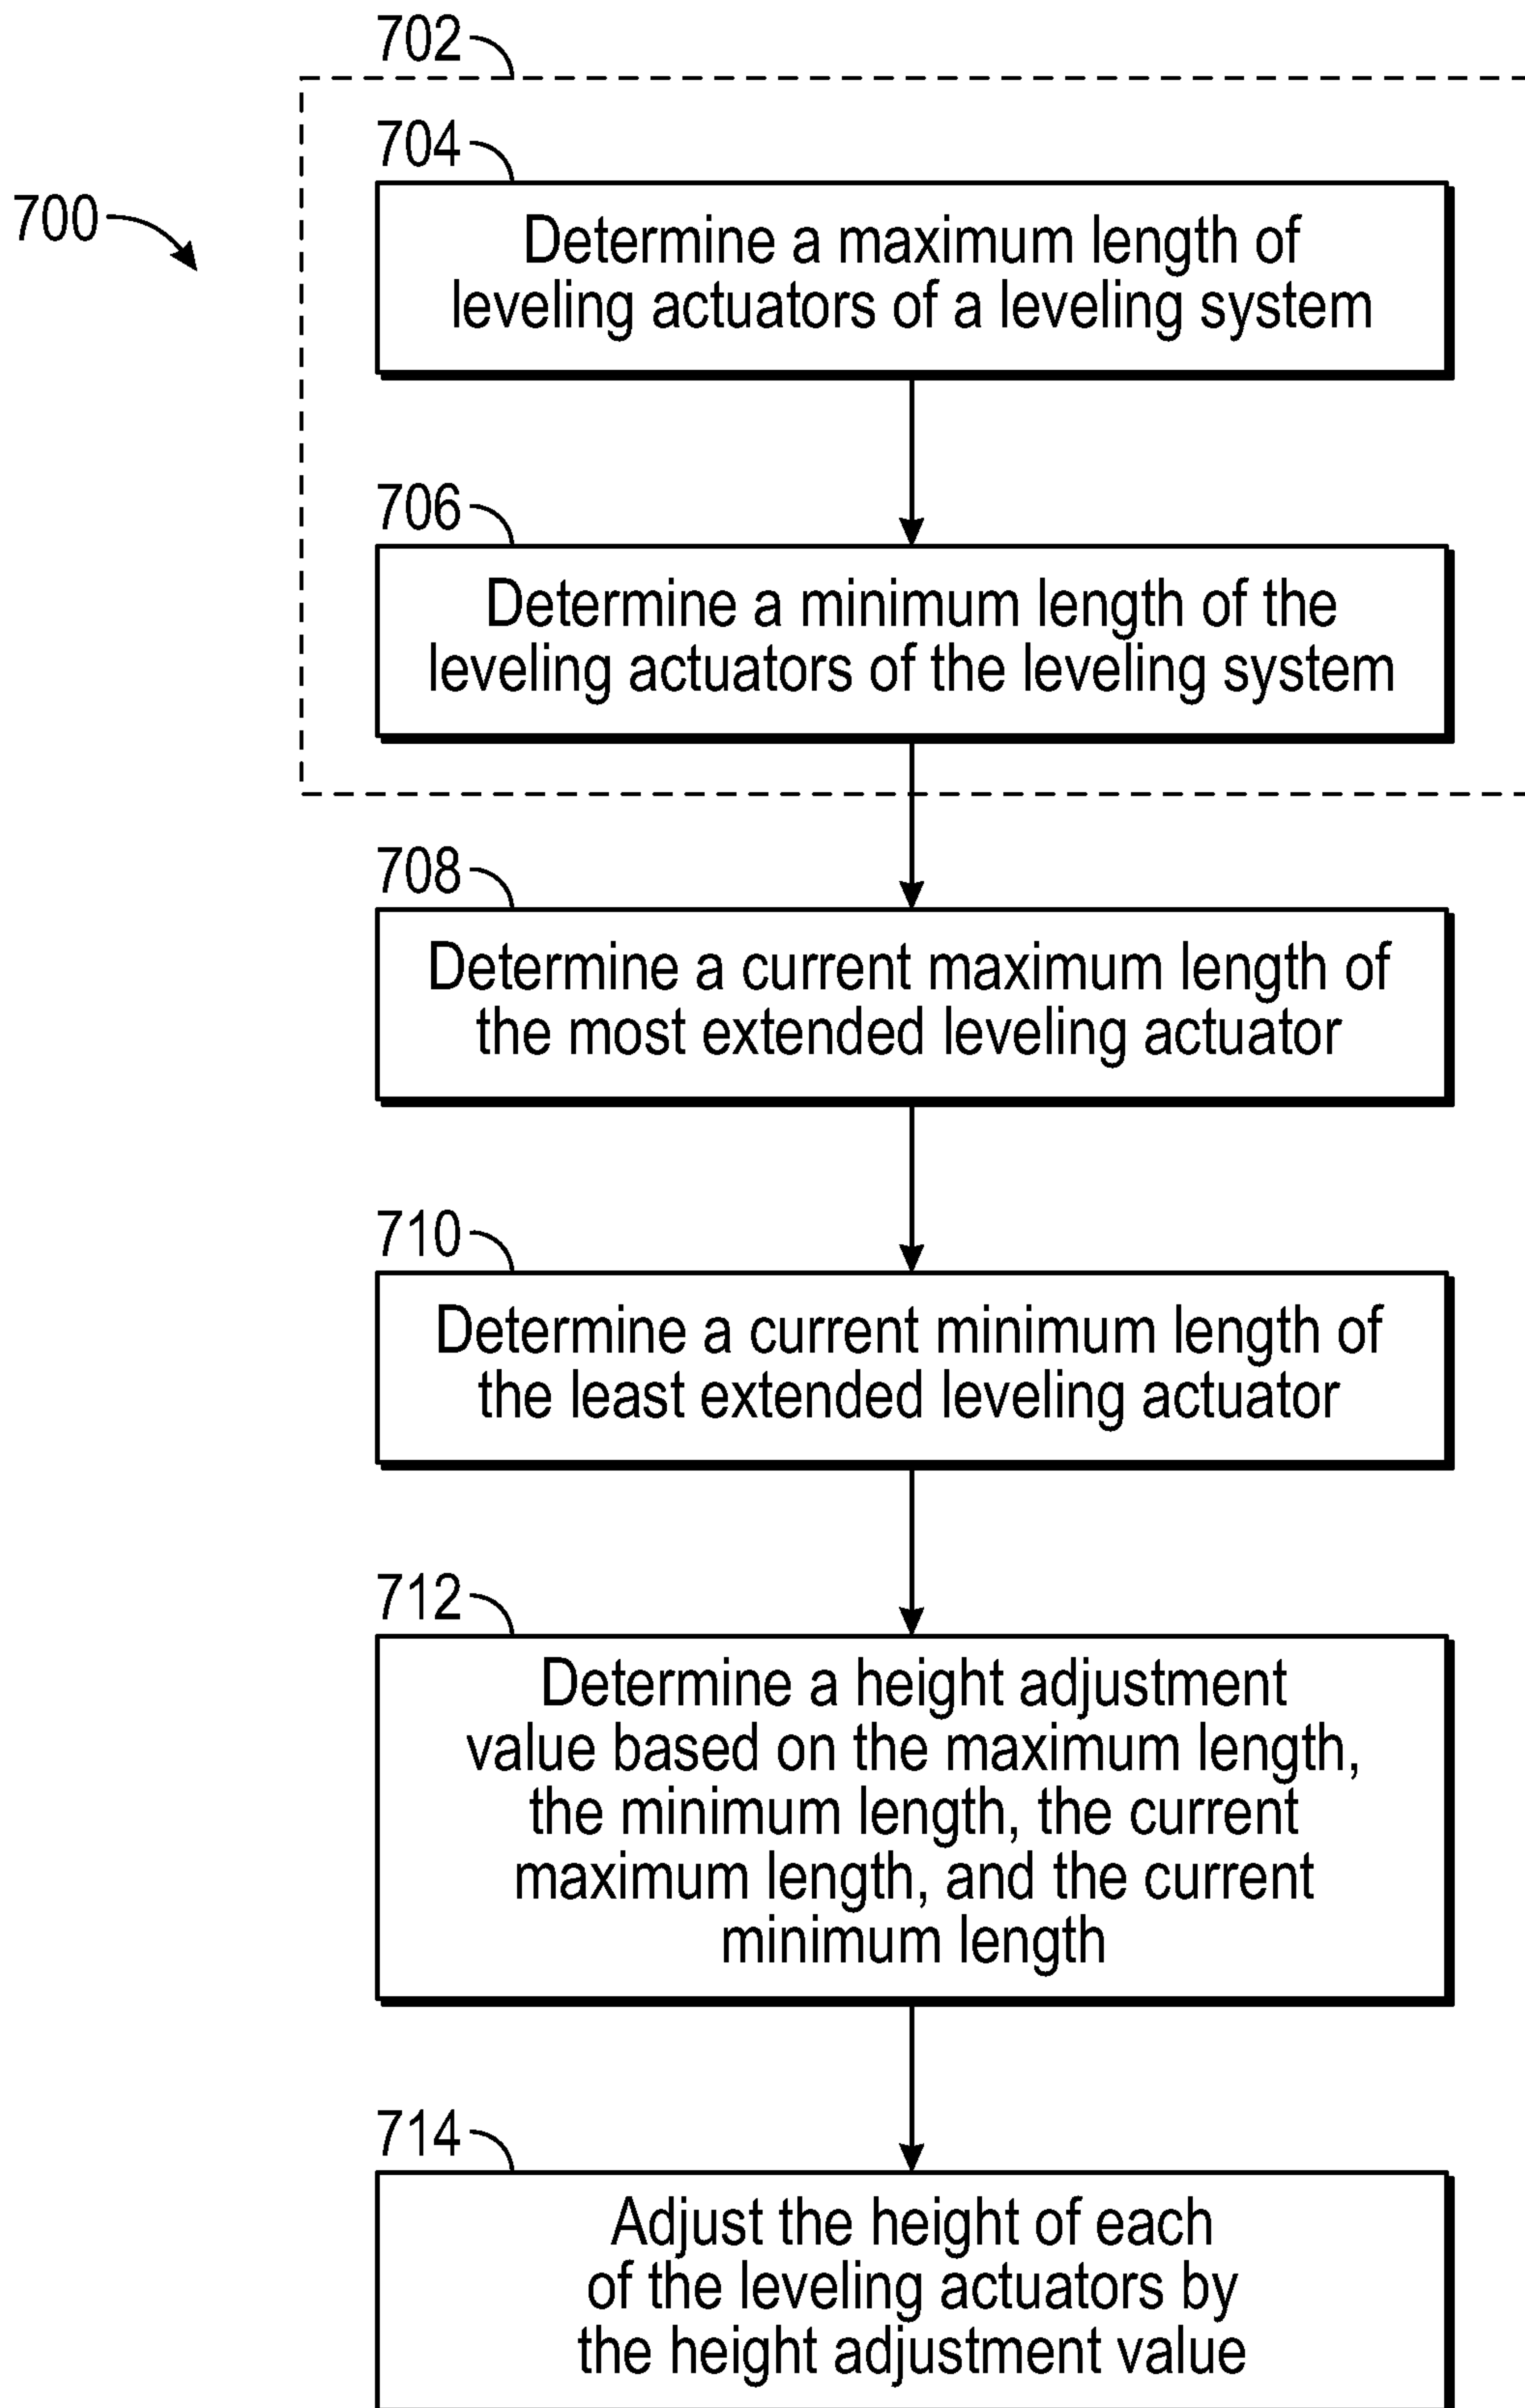 702
704
700
Determine a maximum length of
leveling actuators of a leveling system
706
Determine a minimum length of the
leveling actuators of the leveling system
708
Determine a current maximum length of
the most extended leveling actuator
710
Determine a current minimum length of
the least extended leveling actuator
712
Determine a height adjustment
value based on the maximum length,
the minimum length, the current
maximum length, and the current
minimum length
714
Adjust the height of each
of the leveling actuators by
the height adjustment value